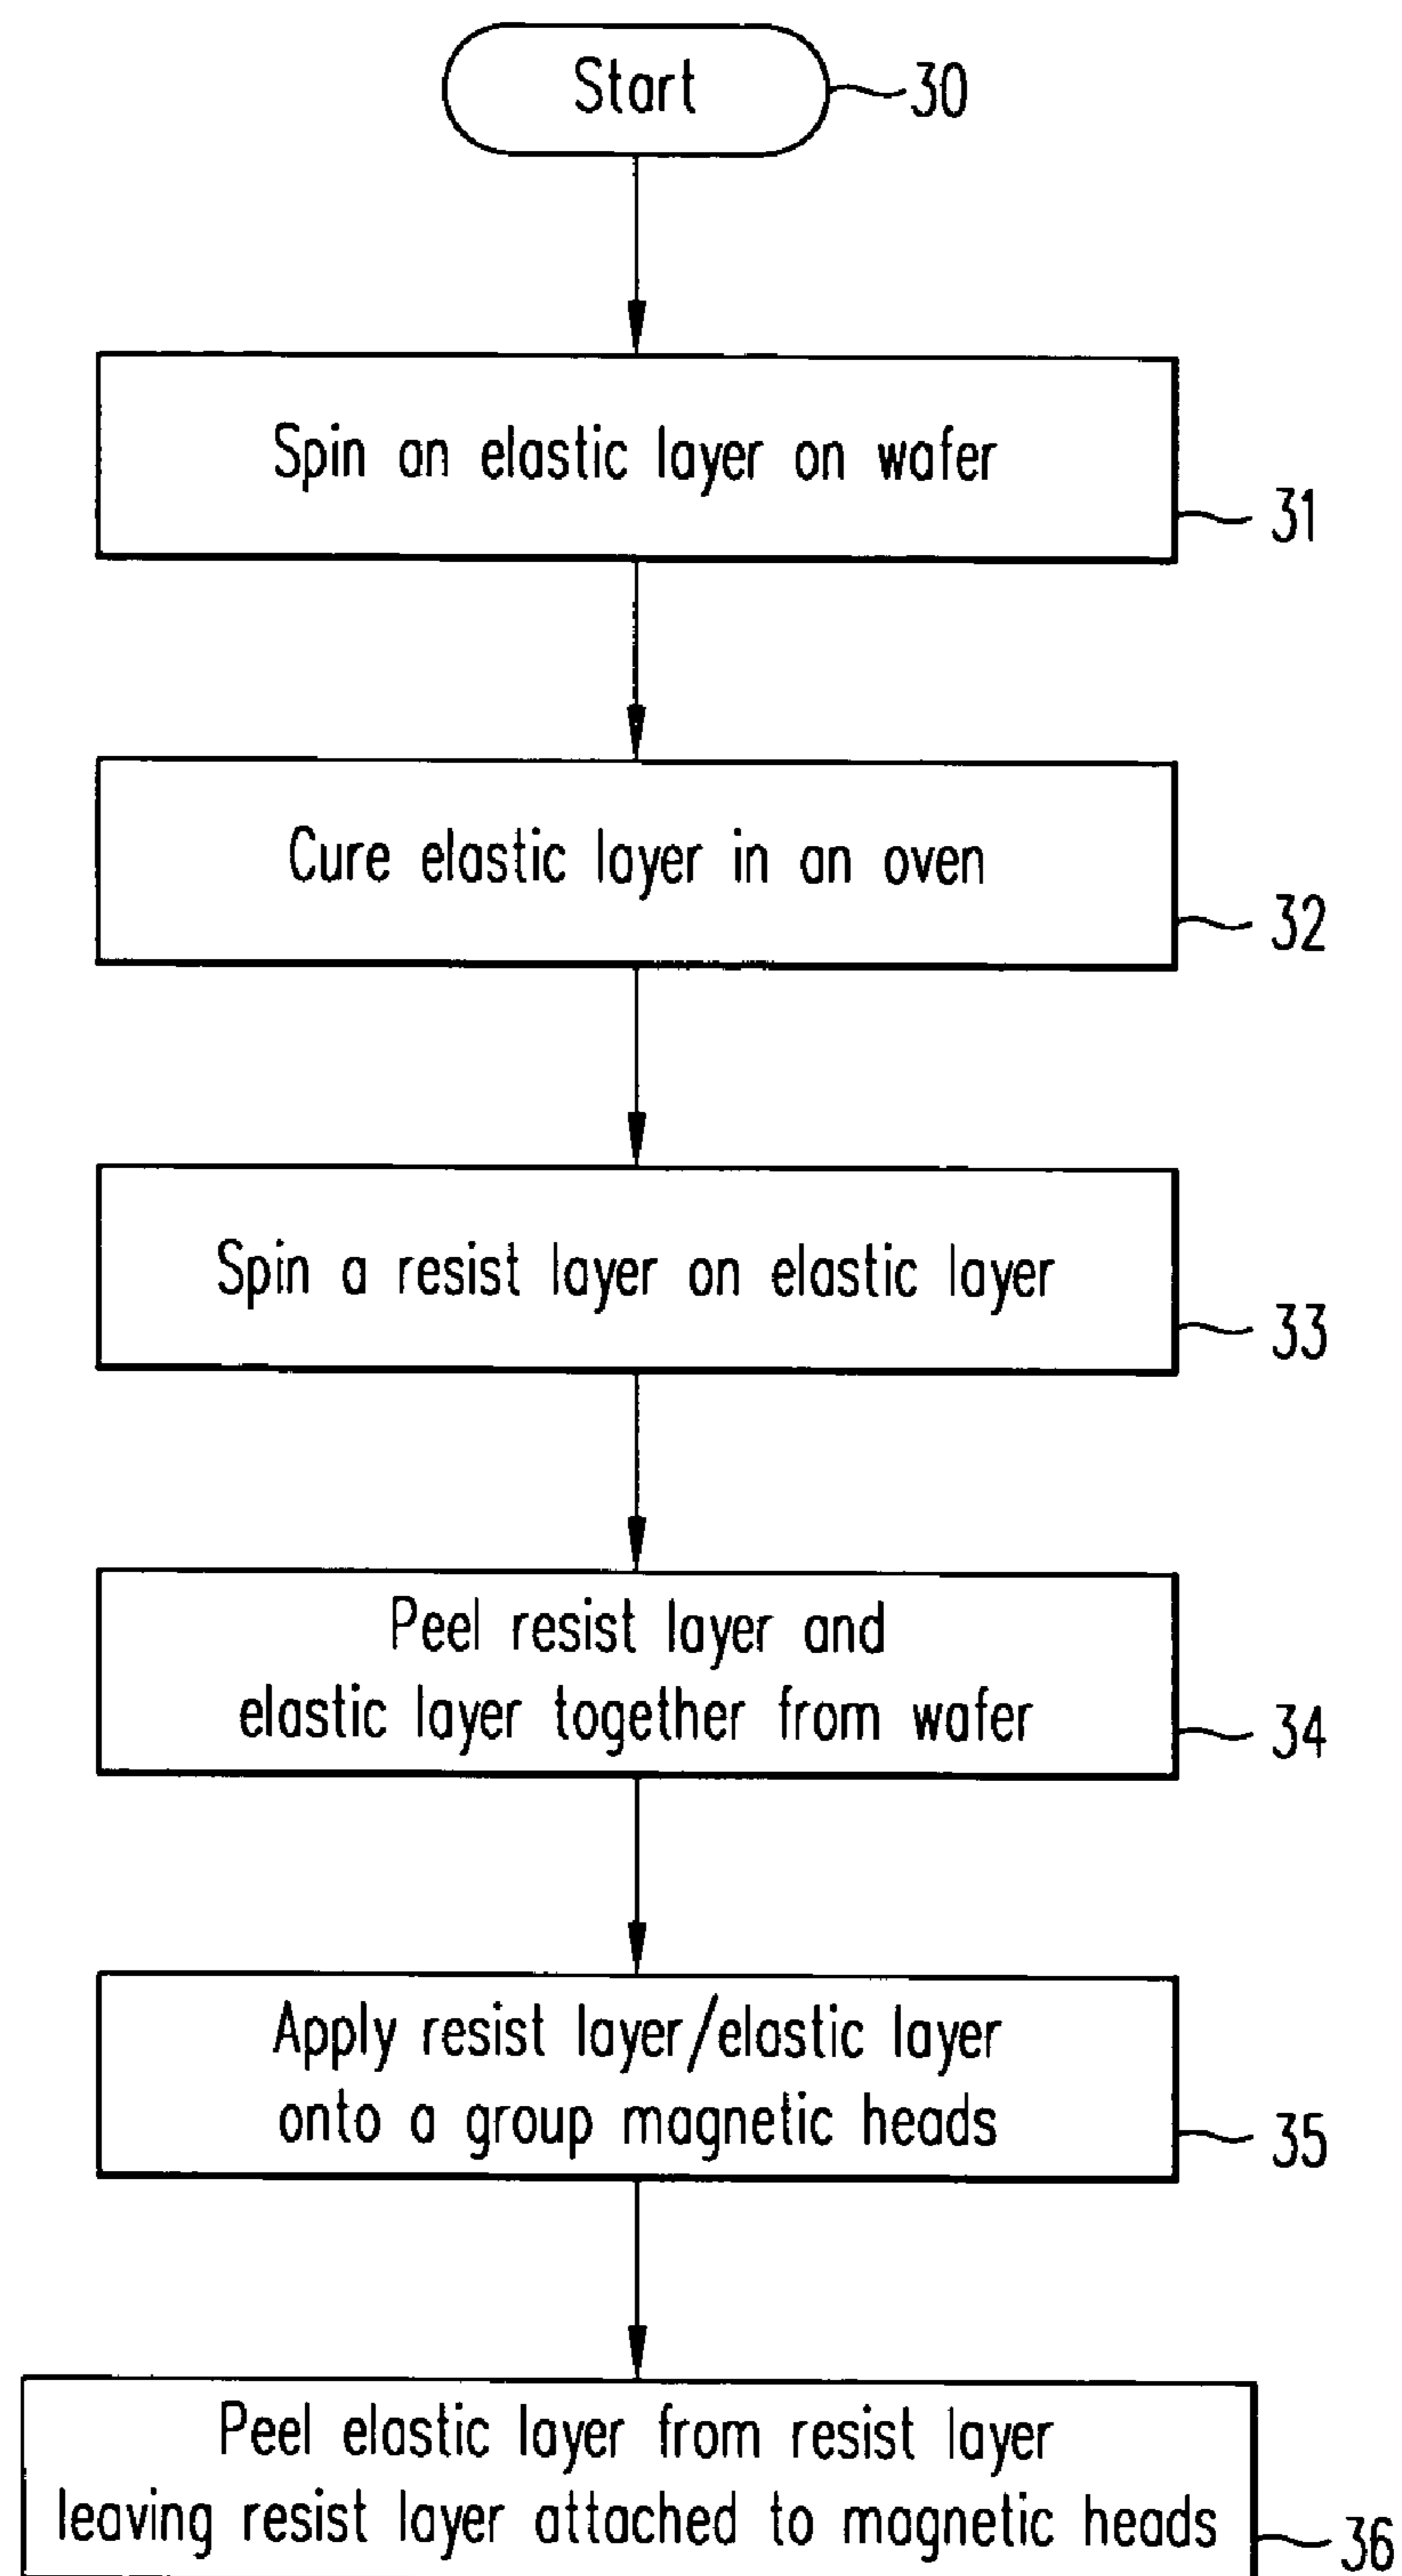 Start
30
Spin an elastic layer on wafer
31
Cure elastic layer in an oven
32
Spin a resist layer on elastic layer
33
Peel resist layer and
elastic layer together from wafer
34
Apply resist layer/elastic layer
onto a group magnetic heads
35
Peel elastic layer from resist layer
leaving resist layer attached to magnetic heads
36